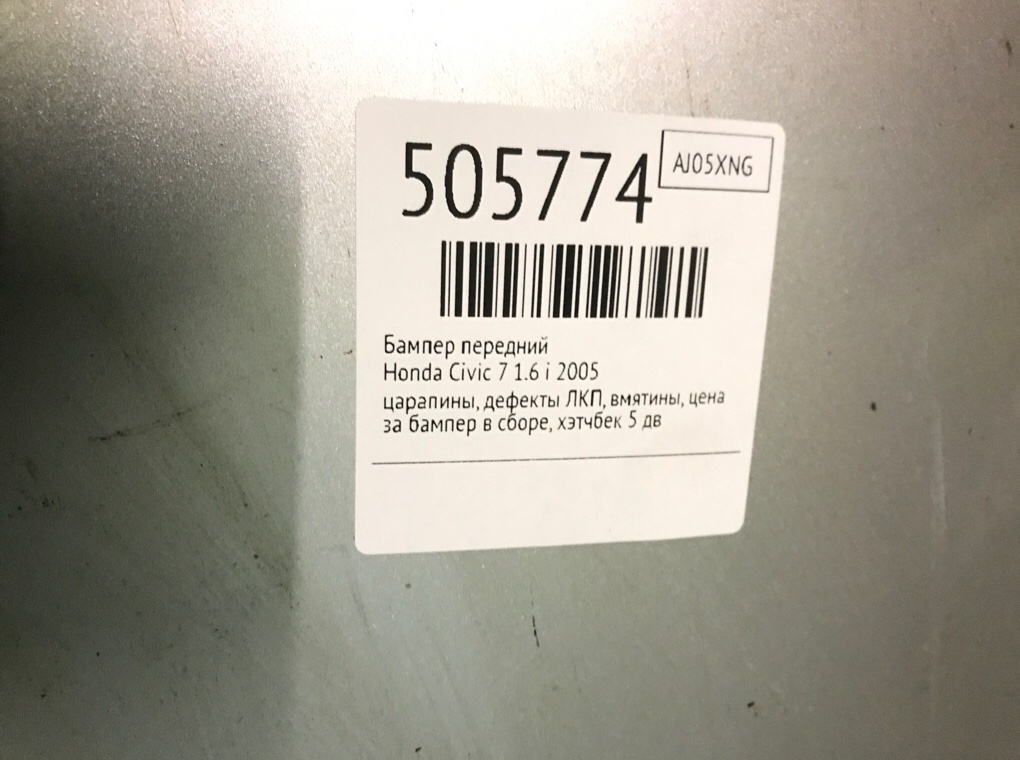 505774
AJ05XNG
Бампер передний
Honda Civic 7 1.6 i 2005
царапины, дефекты ЛКП, вмятины, цена
за бампер в сборе, хэтчбек 5 дв